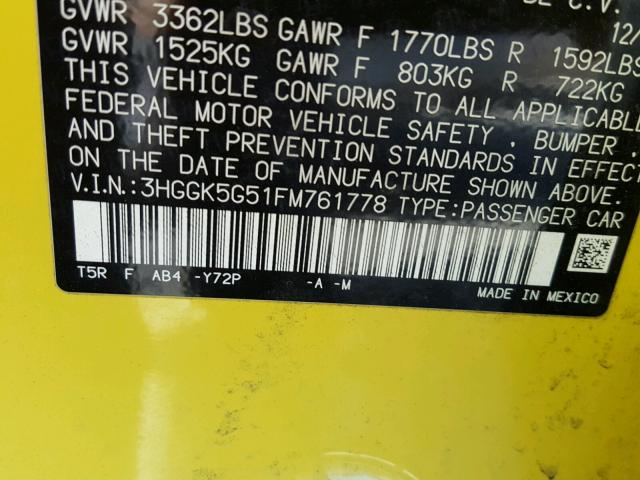 DE C.V. 12/
GVWR 3362LBS GAWR F 1770LBS R 1592LBS
GVWR 1525KG GAWR F 803KG R 722KG
THIS VEHICLE CONFORMS TO ALL APPLICABLE
FEDERAL MOTOR VEHICLE SAFETY, BUMPER
AND THEFT PREVENTION STANDARDS IN EFFECT
ON THE DATE OF MANUFACTURE SHOWN ABOVE.
V.I.N.:3HGGK5G51FM761778 TYPE:PASSENGER CAR
T5R F AB4 -Y72P -A -M
MADE IN MEXICO